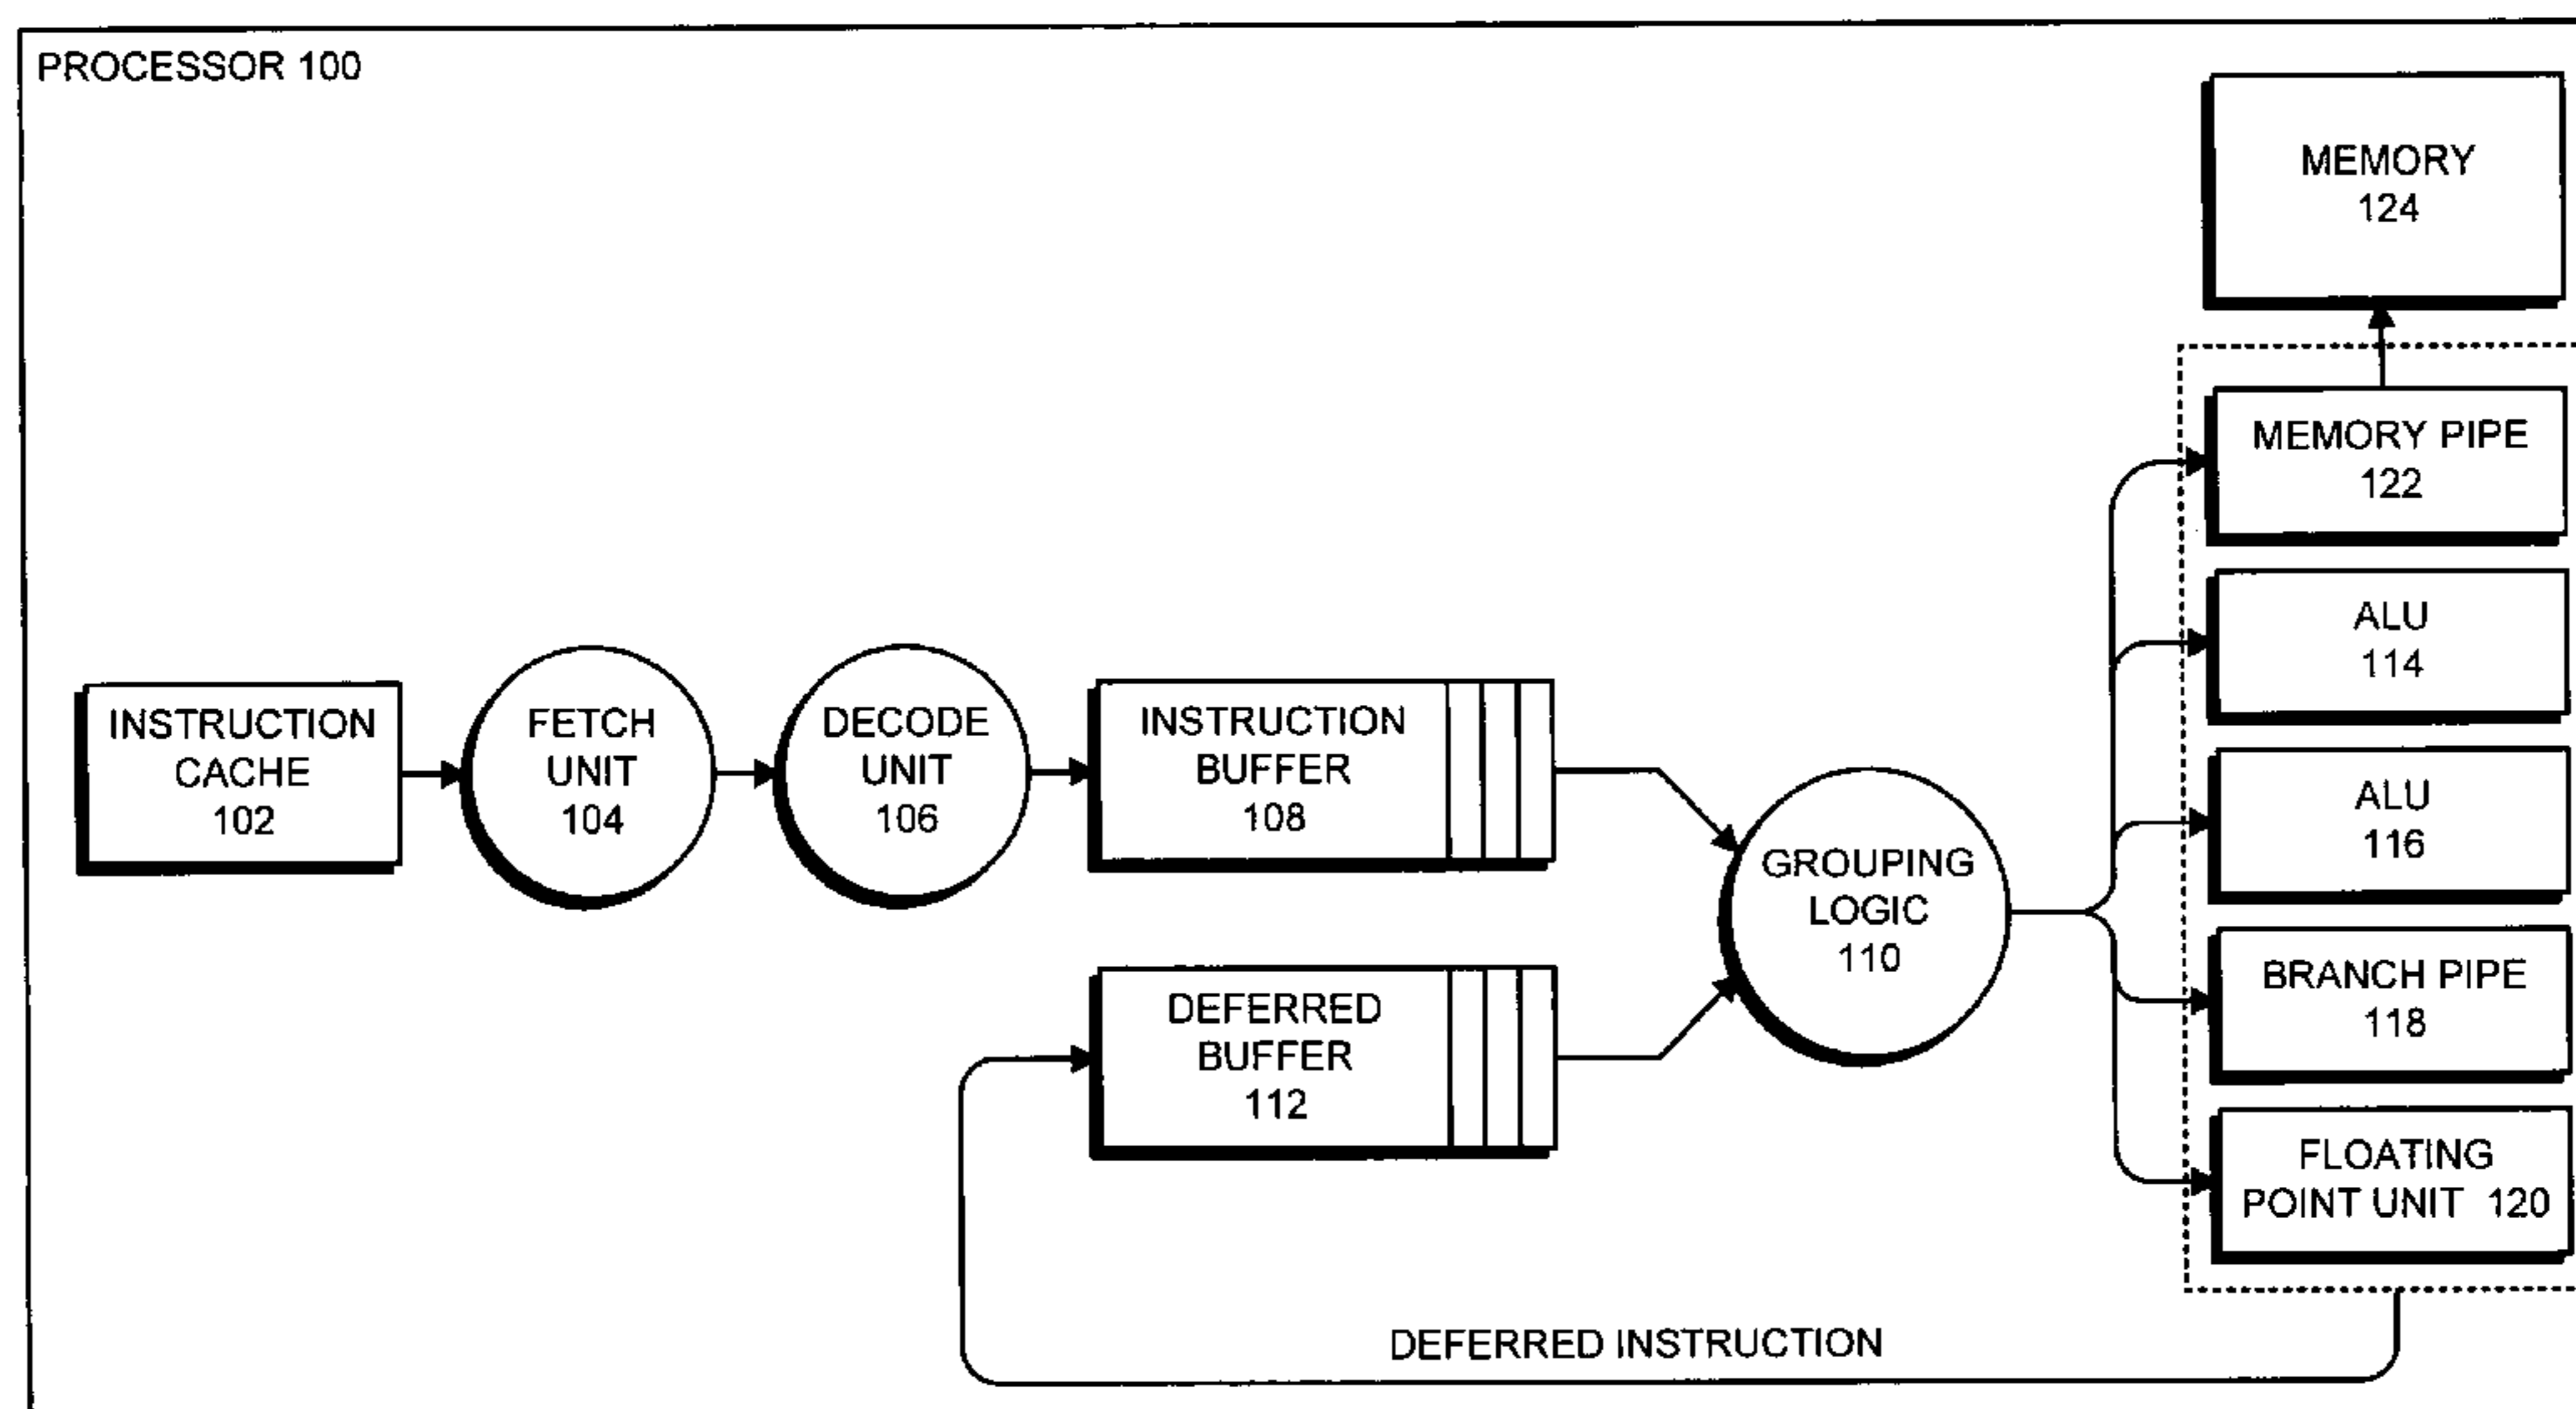 PROCESSOR 100
MEMORY
124
MEMORY PIPE
122
ALU
114
ALU
116
BRANCH PIPE
118
FLOATING
POINT UNIT 120
INSTRUCTION
CACHE
102
FETCH
UNIT
104
DECODE
UNIT
106
INSTRUCTION
BUFFER
108
GROUPING
LOGIC
110
DEFERRED
BUFFER
112
DEFERRED INSTRUCTION